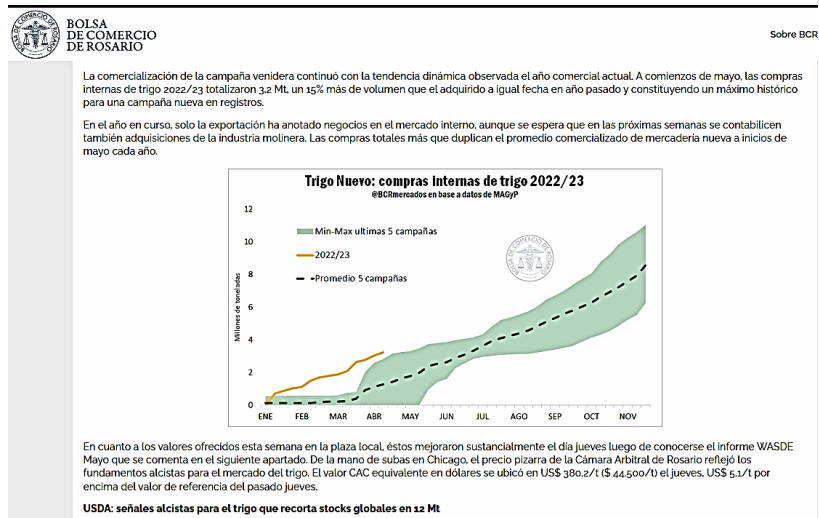 BOLSA
DE COMERCIO
DE ROSARIO
Sobre BCR
La comercialización de la campaña venidera continuó con la tendencia dinámica observada el año comercial actual. A comienzos de mayo, las compras
internas de trigo 2022/23 totalizaron 3,2 Mt, un 15% más de volumen que el adquirido a igual fecha en año pasado y constituyendo un máximo histórico
para una campaña nueva en registros.
En el año en curso, solo la exportación ha anotado negocios en el mercado interno, aunque se espera que en las próximas semanas se contabilicen
también adquisiciones de la industria molinera. Las compras totales más que duplican el promedio comercializado de mercadería nueva a inicios de
mayo cada año.
Trigo Nuevo: compras internas de trigo 2022/23
@BCRmercados en base a datos de MAGyP
Millones de toneladas
12
10
8
6
4
2
0
Min-Max ultimas 5 campañas
2022/23
Promedio 5 campañas
BOLSA DE COMERCIO DE ROSARIO
ENE FEB MAR ABR MAY JUN JUL AGO SEP OCT NOV
En cuanto a los valores ofrecidos esta semana en la plaza local, éstos mejoraron sustancialmente el día jueves luego de conocerse el informe WASDE
Mayo que se comenta en el siguiente apartado. De la mano de subas en Chicago, el precio pizarra de la Cámara Arbitral de Rosario reflejó los
fundamentos alcistas para el mercado del trigo. El valor CAC equivalente en dólares se ubicó en US$ 380,2/t ($ 44.500/t) el jueves, US$ 5,1/t por
encima del valor de referencia del pasado jueves.
USDA: señales alcistas para el trigo que recorta stocks globales en 12 Mt